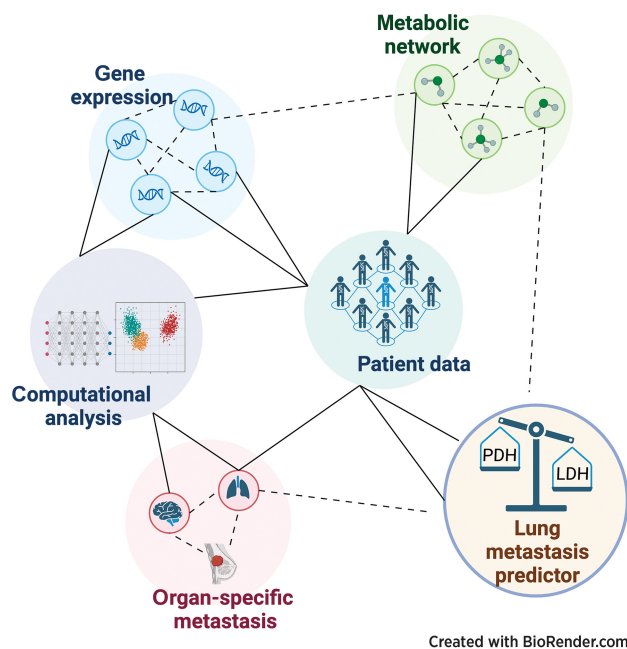 Metabolic
network
Gene
expression
Patient data
Computational
analysis
PDH
LDH
Lung
metastasis
predictor
Organ-specific
metastasis
Created with BioRender.com